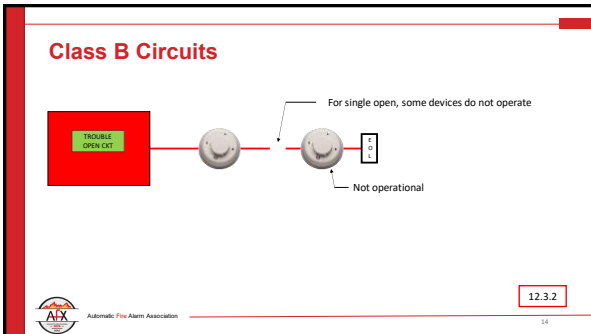 Class B Circuits
For single open, some devices do not operate
TROUBLE
OPEN CKT
E
O
L
Not operational
12.3.2
AFX
Automatic Fire Alarm Association
14